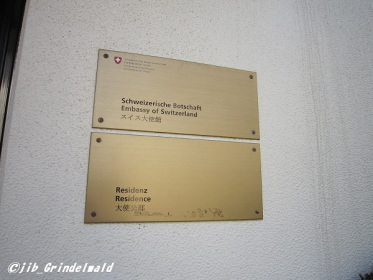 Schweizerische Botschaft
Embassy of Switzerland
スイス大使館
Residenz
Residence
大使公邸
©jib_Grindelwald